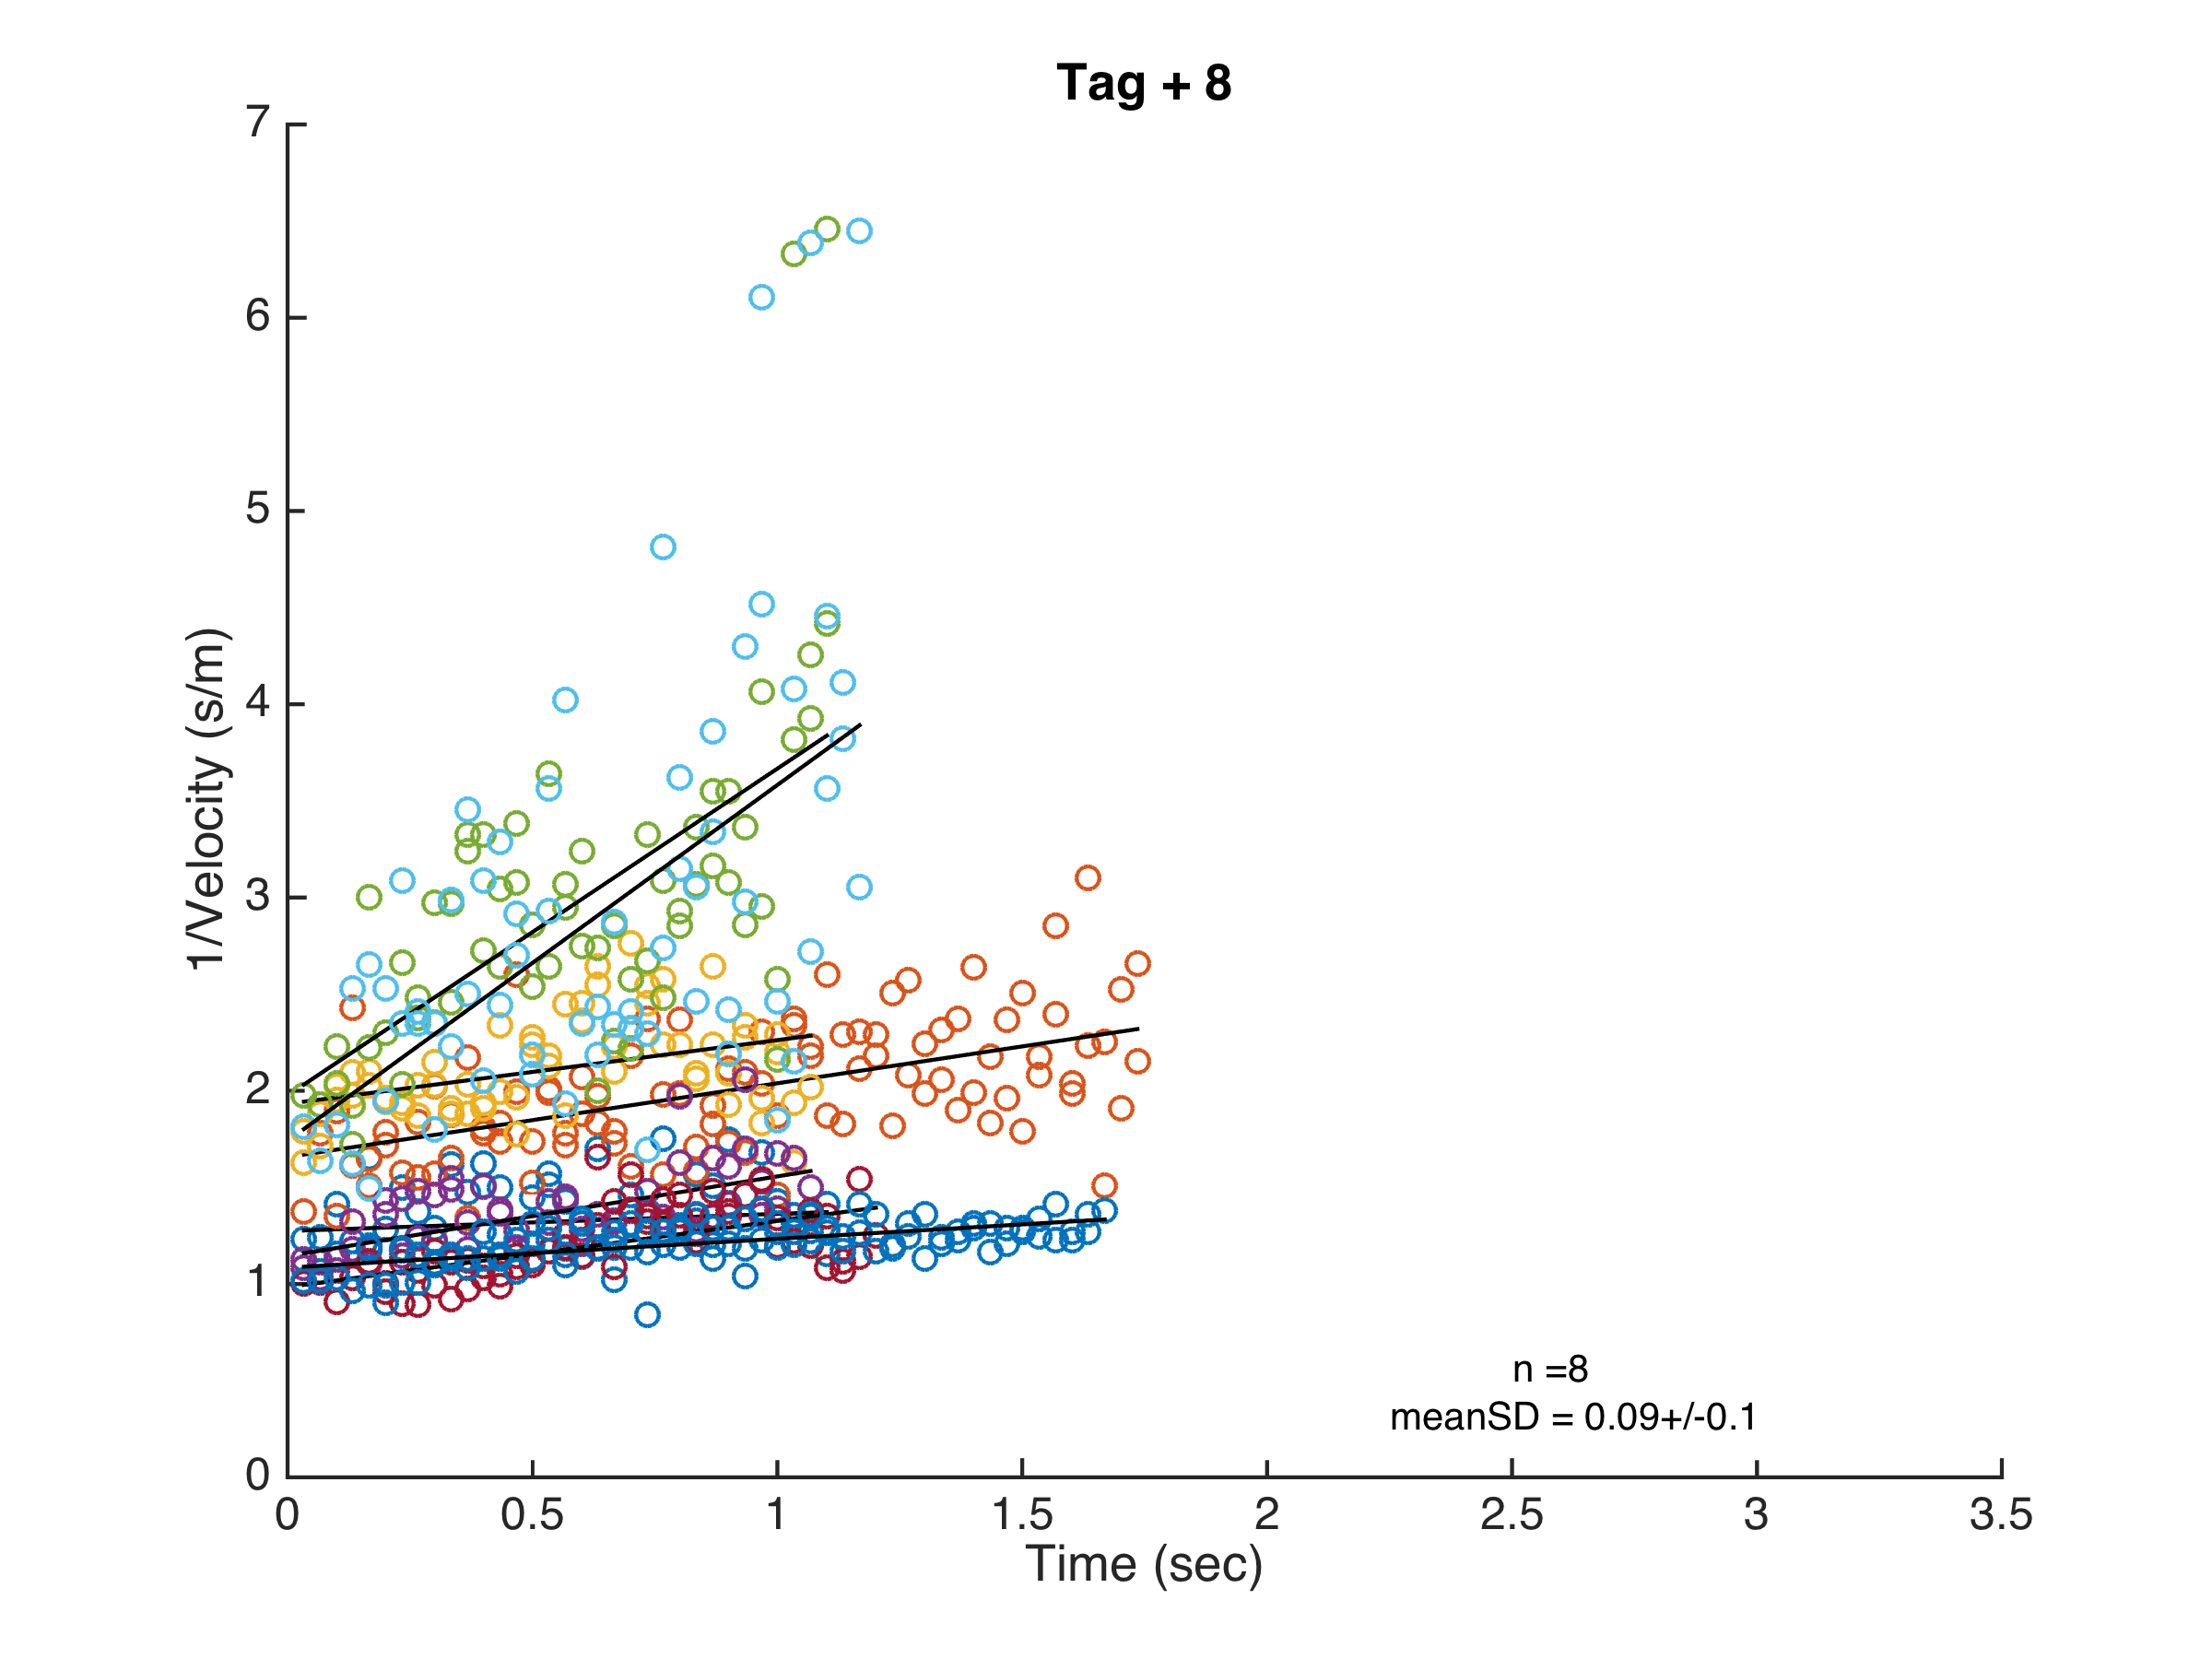 Tag + 8
7
6
5
4
3
2
1
0
1/Velocity (s/m)
n =8
meanSD = 0.09+/-0.1
0 0.5 1 1.5 2 2.5 3 3.5
Time (sec)